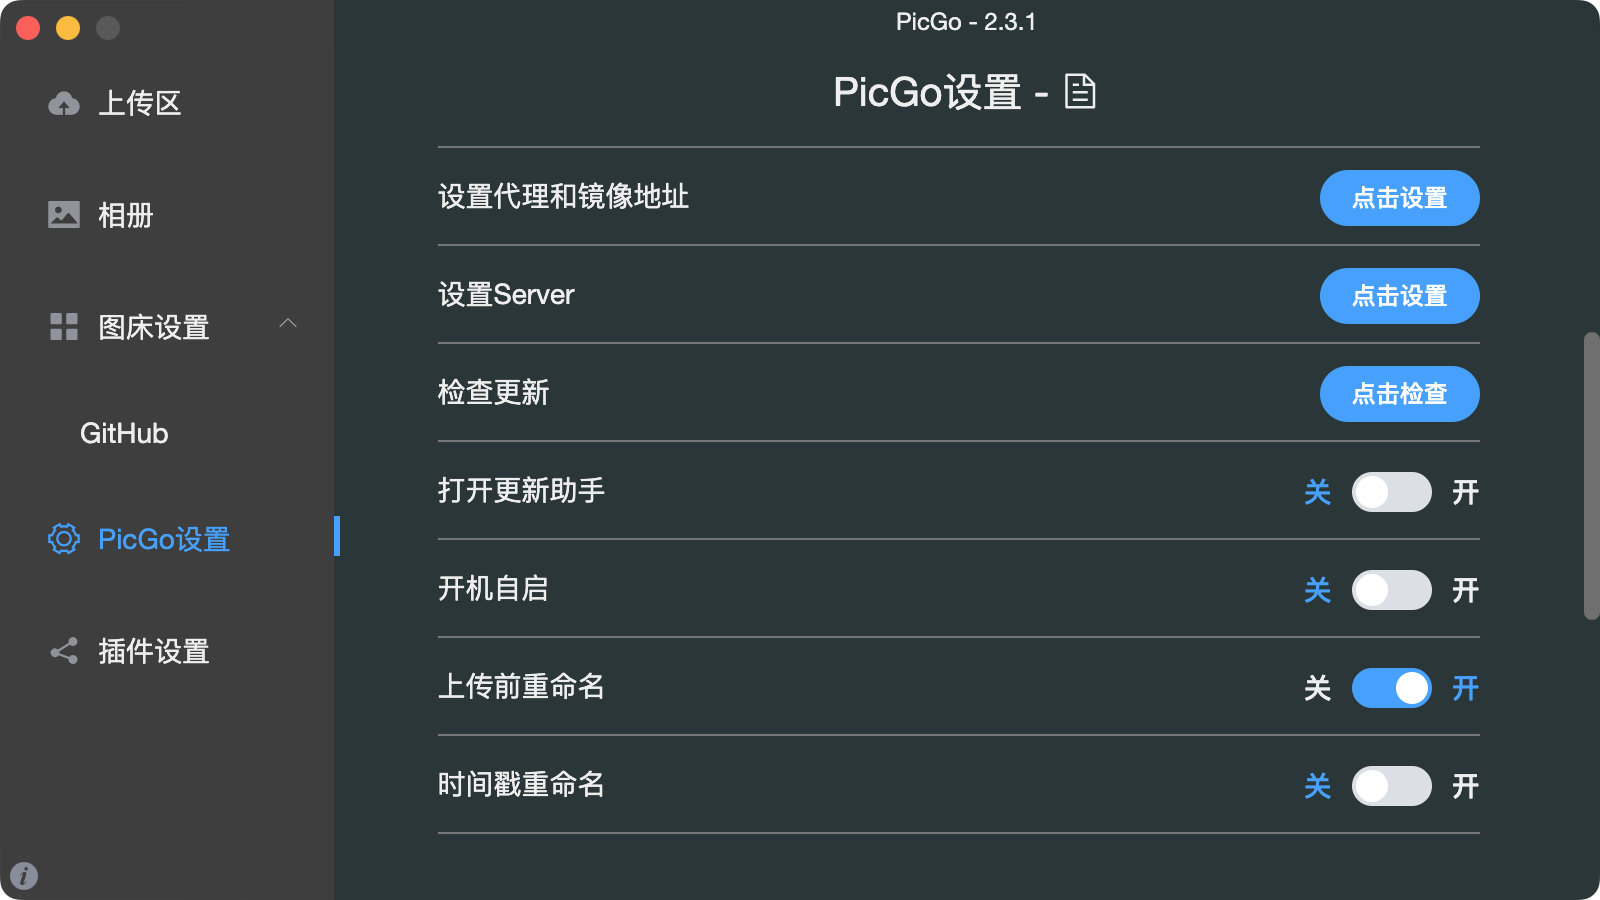 PicGo - 2.3.1
上传区
相册
图床设置
GitHub
PicGo设置
插件设置
PicGo设置 -
设置代理和镜像地址 点击设置
设置Server 点击设置
检查更新 点击检查
打开更新助手 关 开
开机自启 关 开
上传前重命名 关 开
时间戳重命名 关 开